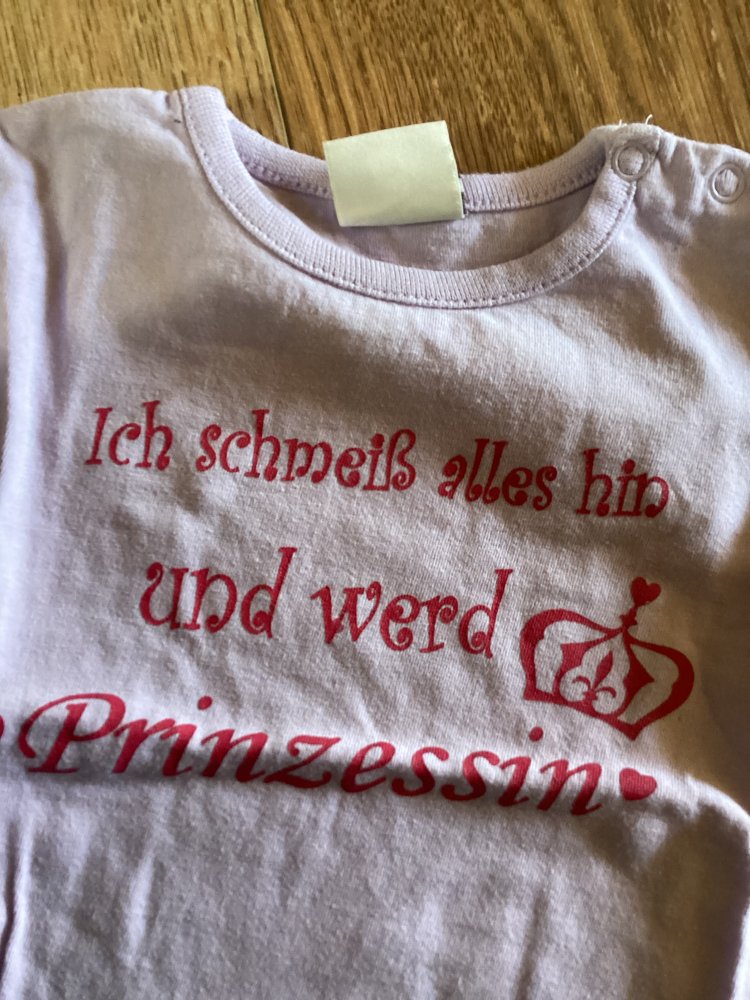 Ich schmeiß alles hin
und werd
Prinzessin